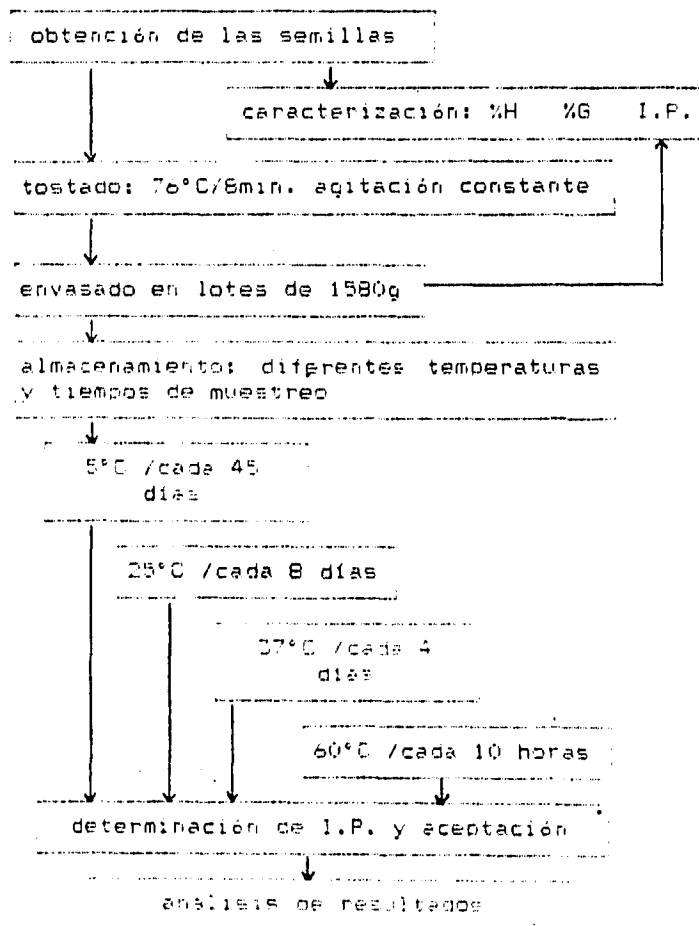 obtención de las semillas
caracterización: %H %G I.P.
tostado: 76°C/8min. agitación constante
envasado en lotes de 1580g
almacenamiento: diferentes temperaturas
y tiempos de muestreo
5°C /cada 45
días
25°C /cada 8 días
37°C /cada 4
días
60°C /cada 10 horas
determinación de I.P. y aceptación
análisis de resultados